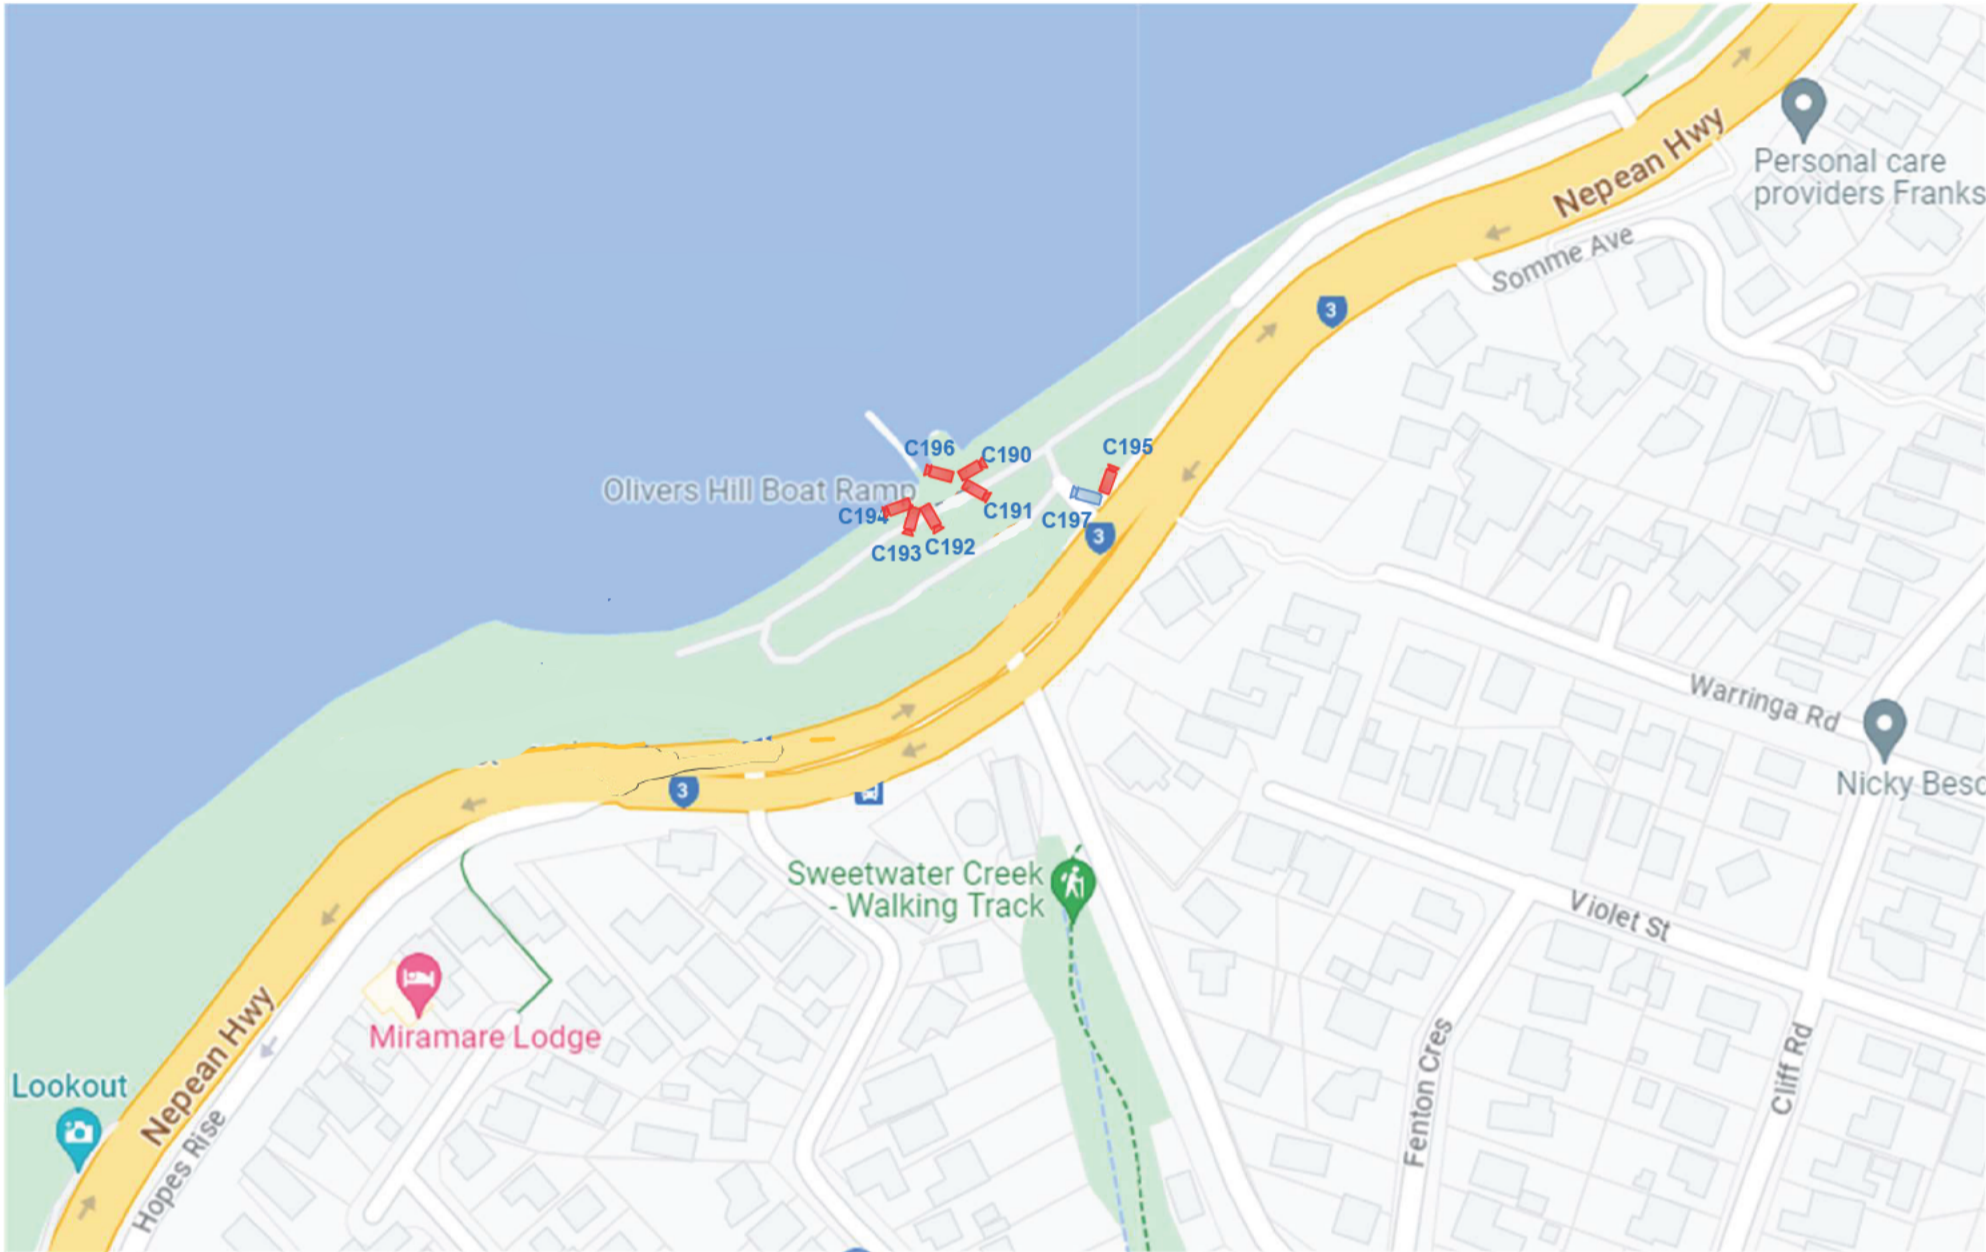 Nepean Hwy
Personal care
providers Franks
Somme Ave
3
C196
C190
C195
Olivers Hill Boat Ramp
C194
C191
C197
C193
C192
3
Warringa Rd
Nicky Besc
3
Sweetwater Creek
- Walking Track
Violet St
Miramare Lodge
Nepean Hwy
Lookout
Hopes Rise
Fenton Cres
Cliff Rd